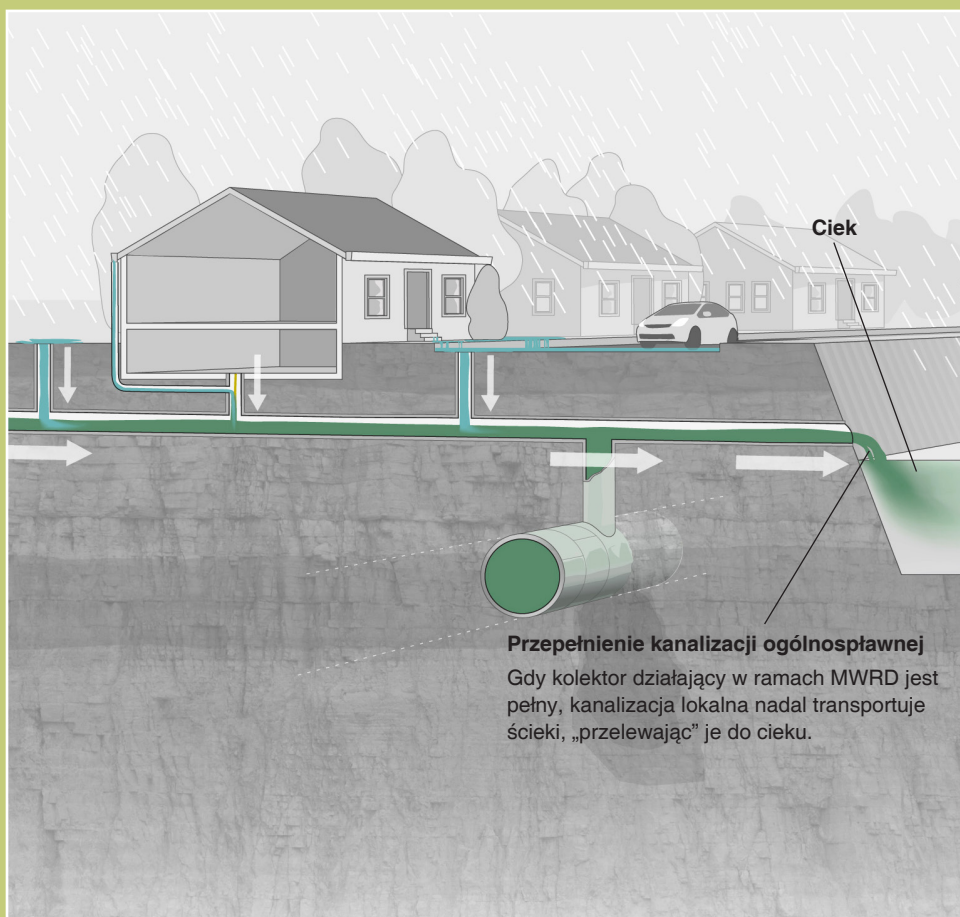 Ciek
Przepełnienie kanalizacji ogólnospławnej
Gdy kolektor działający w ramach MWRD jest
pełny, kanalizacja lokalna nadal transportuje
ścieki, „przelewając” je do cieku.